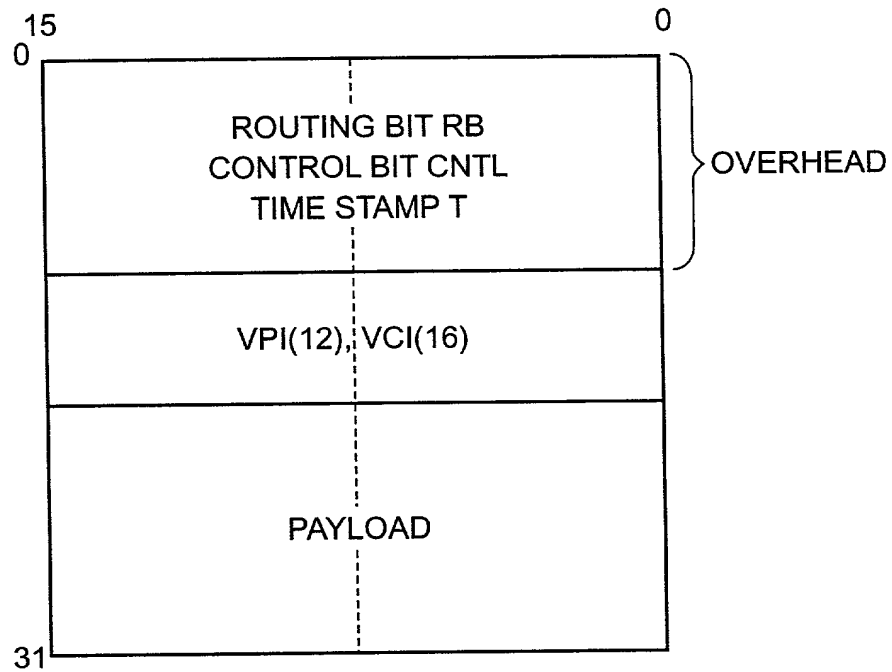 15
0
0
ROUTING BIT RB
CONTROL BIT CNTL
TIME STAMP T
OVERHEAD
VPI(12), VCI(16)
PAYLOAD
31